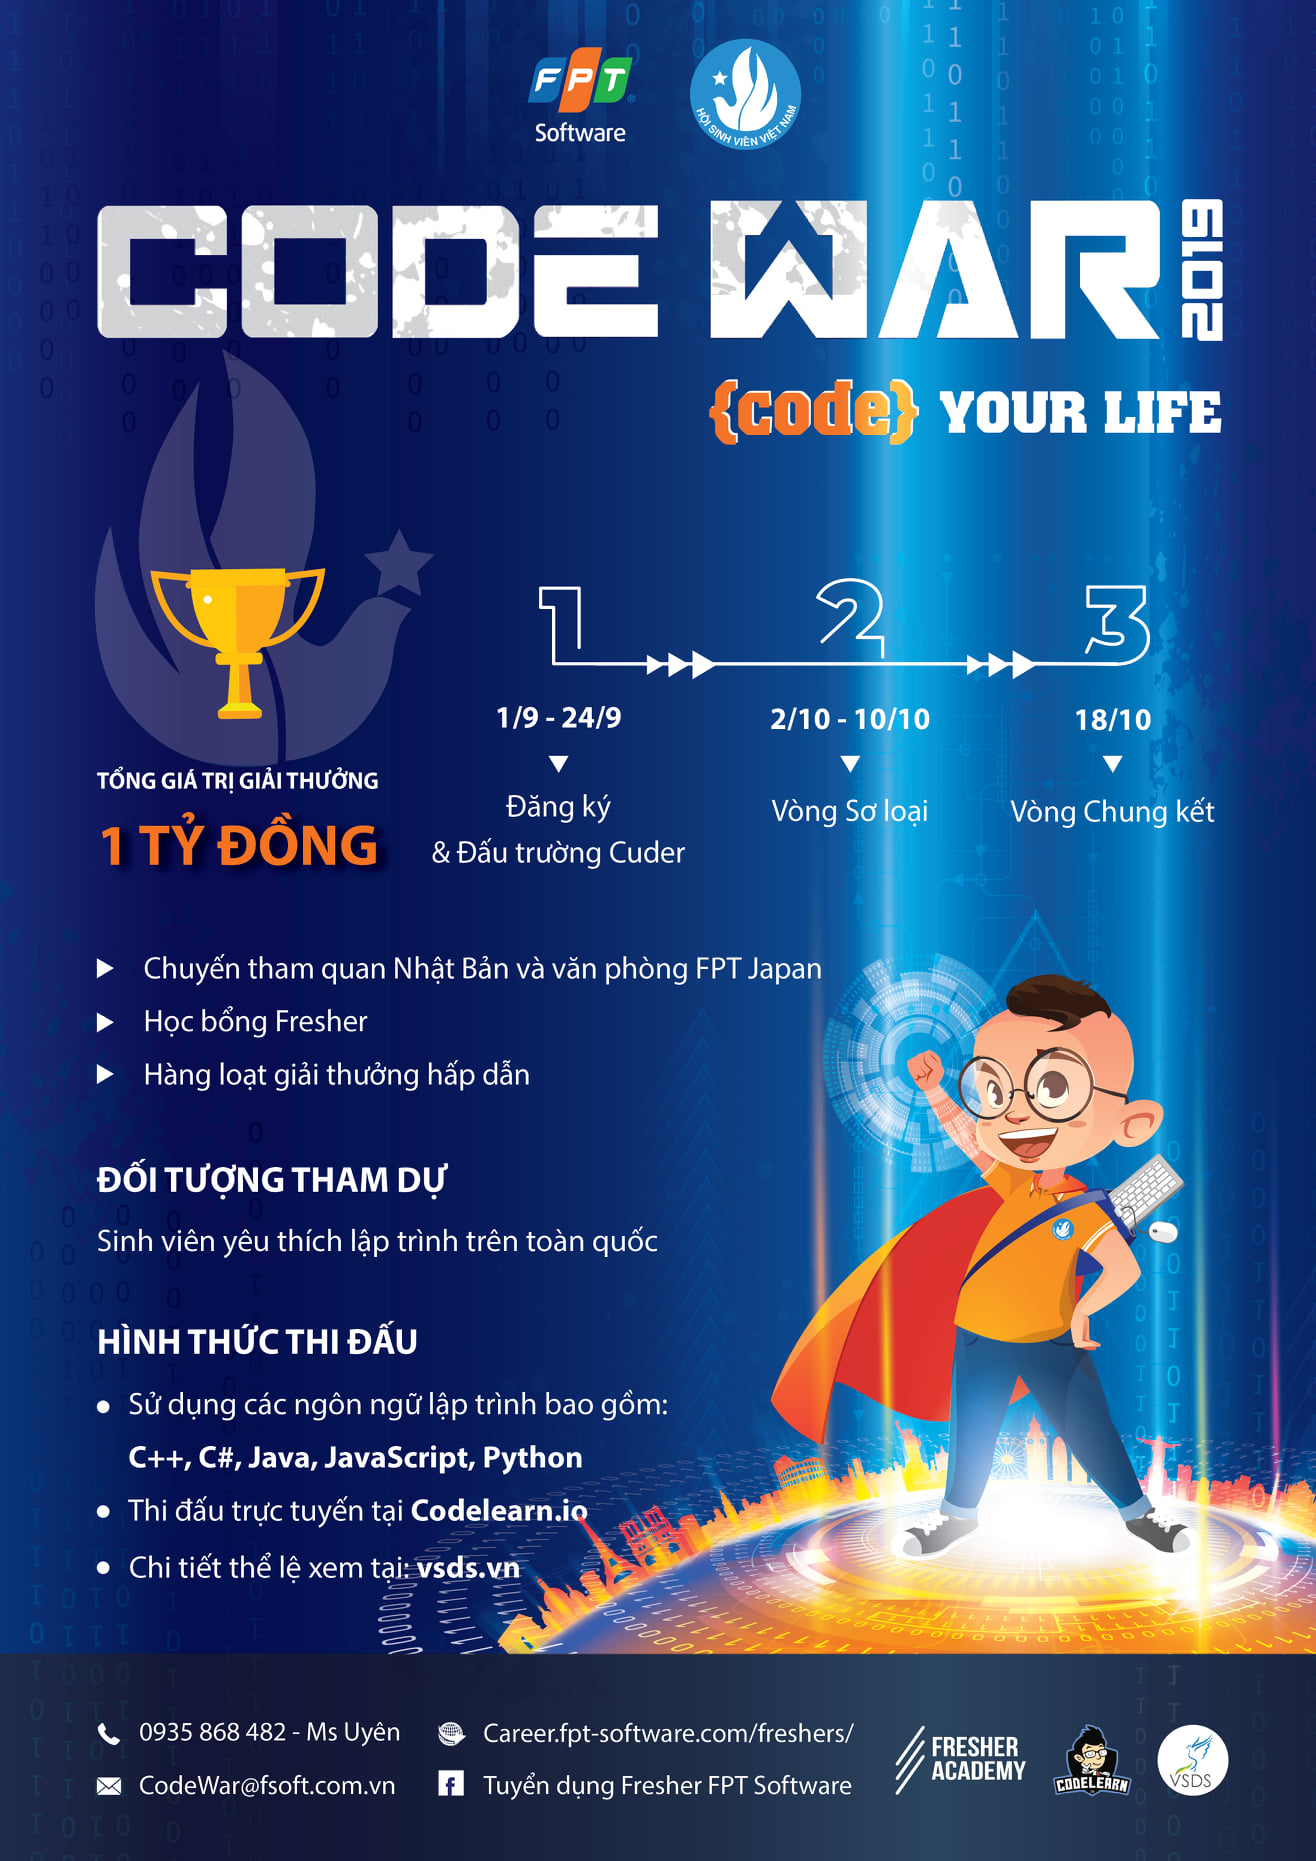 FPT
Software
HỘI SINH VIÊN VIỆT NAM
CODE WAR 2019
{code} YOUR LIFE
1 2 3
1/9 - 24/9
2/10 - 10/10
18/10
Đăng ký
& Đấu trường Cuder
Vòng Sơ loại
Vòng Chung kết
TỔNG GIÁ TRỊ GIẢI THƯỞNG
1 TỶ ĐỒNG
Chuyến tham quan Nhật Bản và văn phòng FPT Japan
Học bổng Fresher
Hàng loạt giải thưởng hấp dẫn
ĐỐI TƯỢNG THAM DỰ
Sinh viên yêu thích lập trình trên toàn quốc
HÌNH THỨC THI ĐẤU
Sử dụng các ngôn ngữ lập trình bao gồm:
C++, C#, Java, JavaScript, Python
Thi đấu trực tuyến tại Codelearn.io
Chi tiết thể lệ xem tại: vsds.vn
0935 868 482 - Ms Uyên
CodeWar@fsoft.com.vn
Career.fpt-software.com/freshers/
Tuyển dụng Fresher FPT Software
FRESHER
ACADEMY
CODELEARN
VSDS